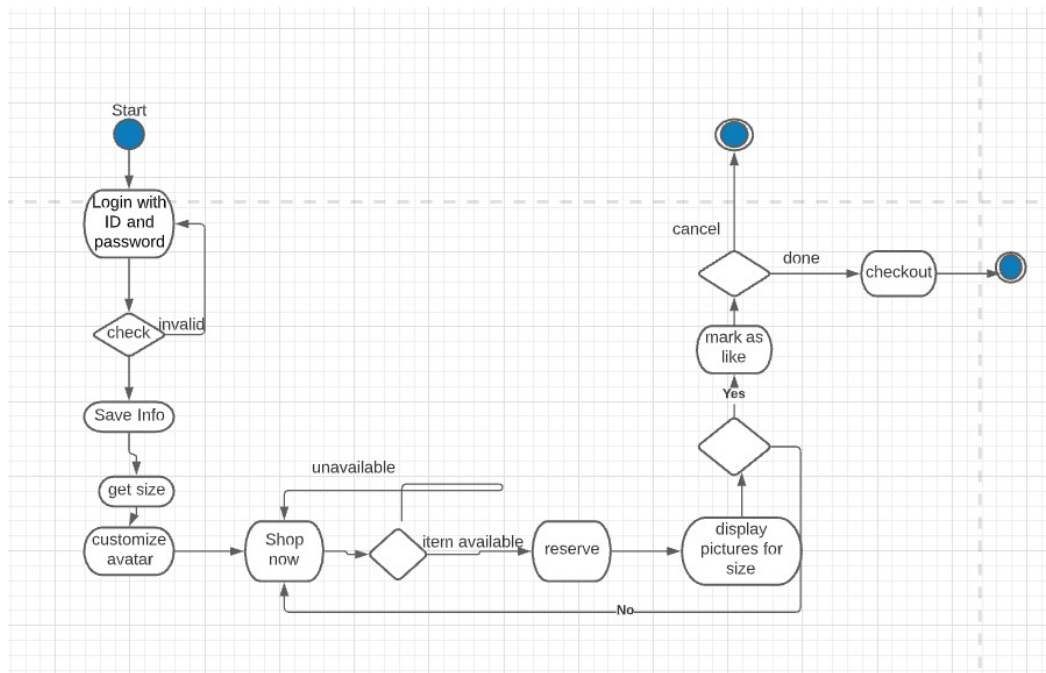 Start
Login with
ID and
password
check
invalid
Save Info
get size
customize
avatar
Shop
now
unavailable
item available
reserve
display
pictures for
size
No
Yes
mark as
like
cancel
done
checkout